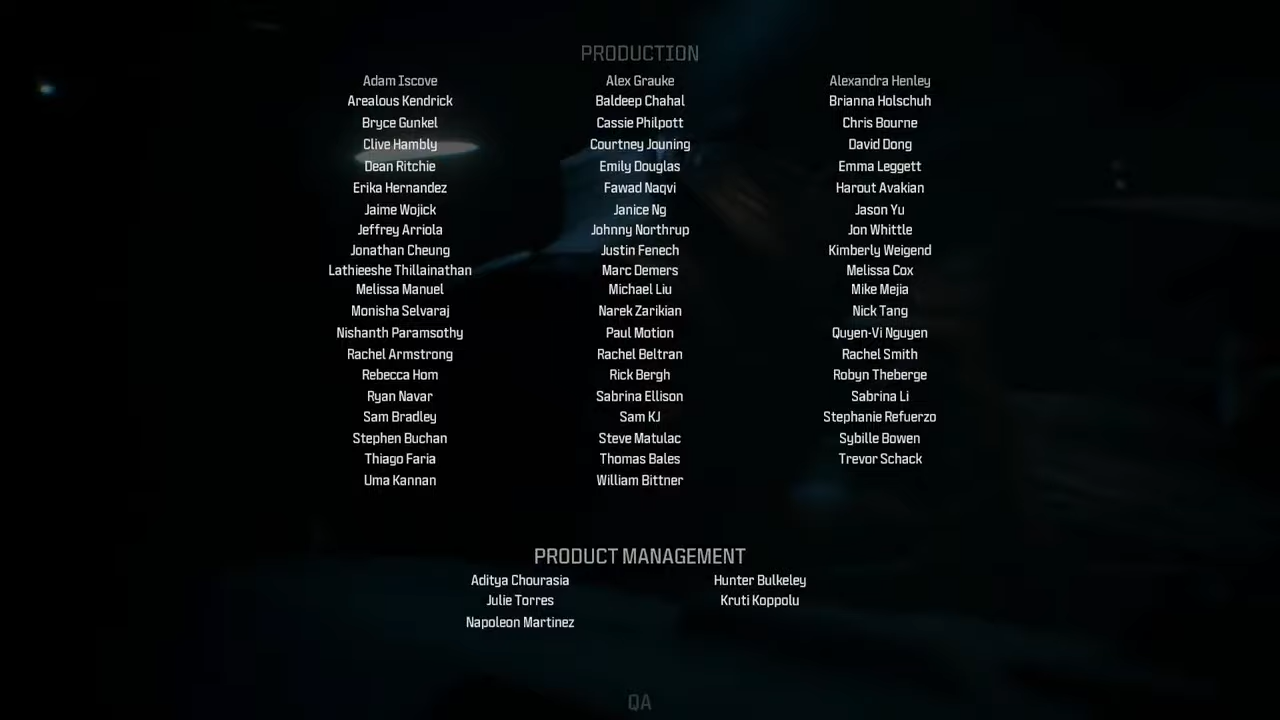 PRODUCTION
Adam Iscove Alex Grauke Alexandra Henley
Arealous Kendrick Baldeep Chahal Brianna Holschuh
Bryce Gunkel Cassie Philpott Chris Bourne
Clive Hambly Courtney Jouning David Dong
Dean Ritchie Emily Douglas Emma Leggett
Erika Hernandez Fawad Naqvi Harout Avakian
Jaime Wojick Janice Ng Jason Yu
Jeffrey Arriola Johnny Northrup Jon Whittle
Jonathan Cheung Justin Fenech Kimberly Weigend
Lathieeshe Thillainathan Marc Demers Melissa Cox
Melissa Manuel Michael Liu Mike Mejia
Monisha Selvaraj Narek Zarikian Nick Tang
Nishanth Paramsothy Paul Motion Quyen-Vi Nguyen
Rachel Armstrong Rachel Beltran Rachel Smith
Rebecca Hom Rick Bergh Robyn Theberge
Ryan Navar Sabrina Ellison Sabrina Li
Sam Bradley Sam KJ Stephanie Refuerzo
Stephen Buchan Steve Matulac Sybille Bowen
Thiago Faria Thomas Bales Trevor Schack
Uma Kannan William Bittner
PRODUCT MANAGEMENT
Aditya Chourasia Hunter Bulkeley
Julie Torres Kruti Koppolu
Napoleon Martinez
QA